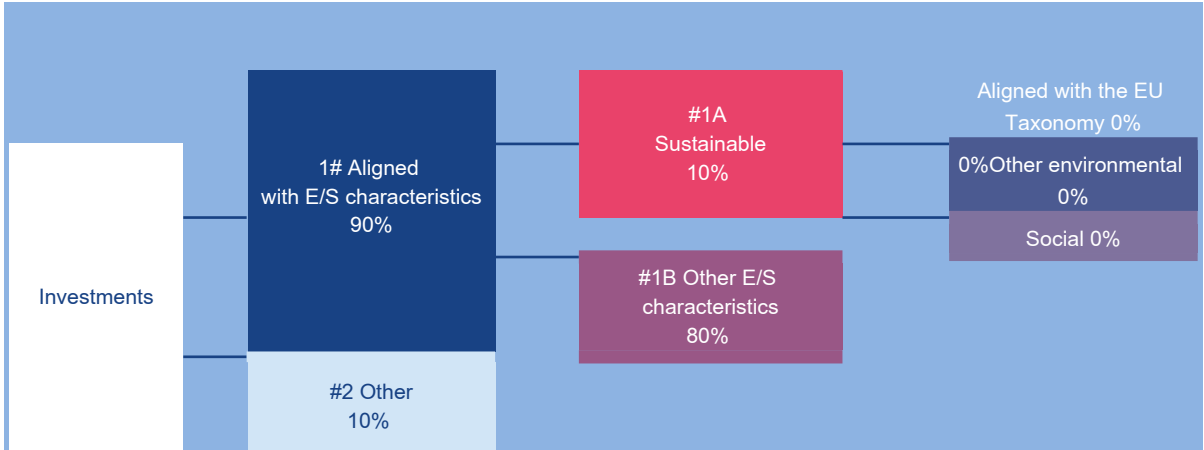 Investments
1# Aligned
with E/S characteristics
90%
#2 Other
10%
#1A
Sustainable
10%
#1B Other E/S
characteristics
80%
Aligned with the EU
Taxonomy 0%
0%Other environmental
0%
Social 0%